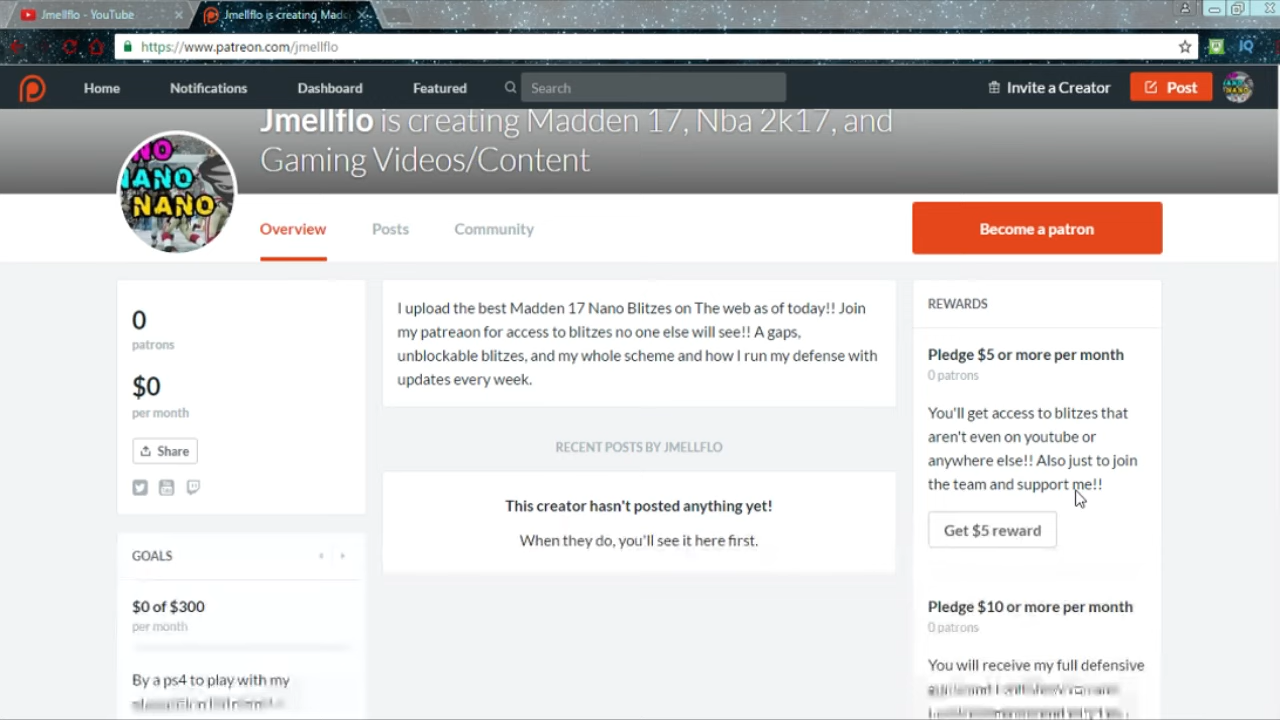 Jmellflo - YouTube
Jmellflo is creating Madd
https://www.patreon.com/jmellflo
IQ
Home
Notifications
Dashboard
Featured
Search
Invite a Creator
Post
Jmellflo is creating Madden 17, Nba 2k17, and
Gaming Videos/Content
NO
NANO
NANO
Overview
Posts
Community
Become a patron
0
patrons
$0
per month
Share
GOALS
$0 of $300
per month
By a ps4 to play with my
I upload the best Madden 17 Nano Blitzes on The web as of today!! Join
my patreaon for access to blitzes no one else will see!! A gaps,
unblockable blitzes, and my whole scheme and how I run my defense with
updates every week.
RECENT POSTS BY JMELLFLO
This creator hasn't posted anything yet!
When they do, you'll see it here first.
REWARDS
Pledge $5 or more per month
0 patrons
You'll get access to blitzes that
aren't even on youtube or
anywhere else!! Also just to join
the team and support me!!
Get $5 reward
Pledge $10 or more per month
0 patrons
You will receive my full defensive